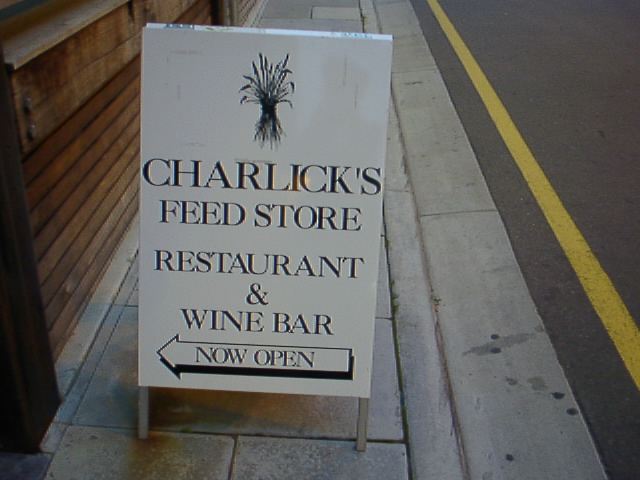 CHARLICK'S
FEED STORE
RESTAURANT
&
WINE BAR
NOW OPEN